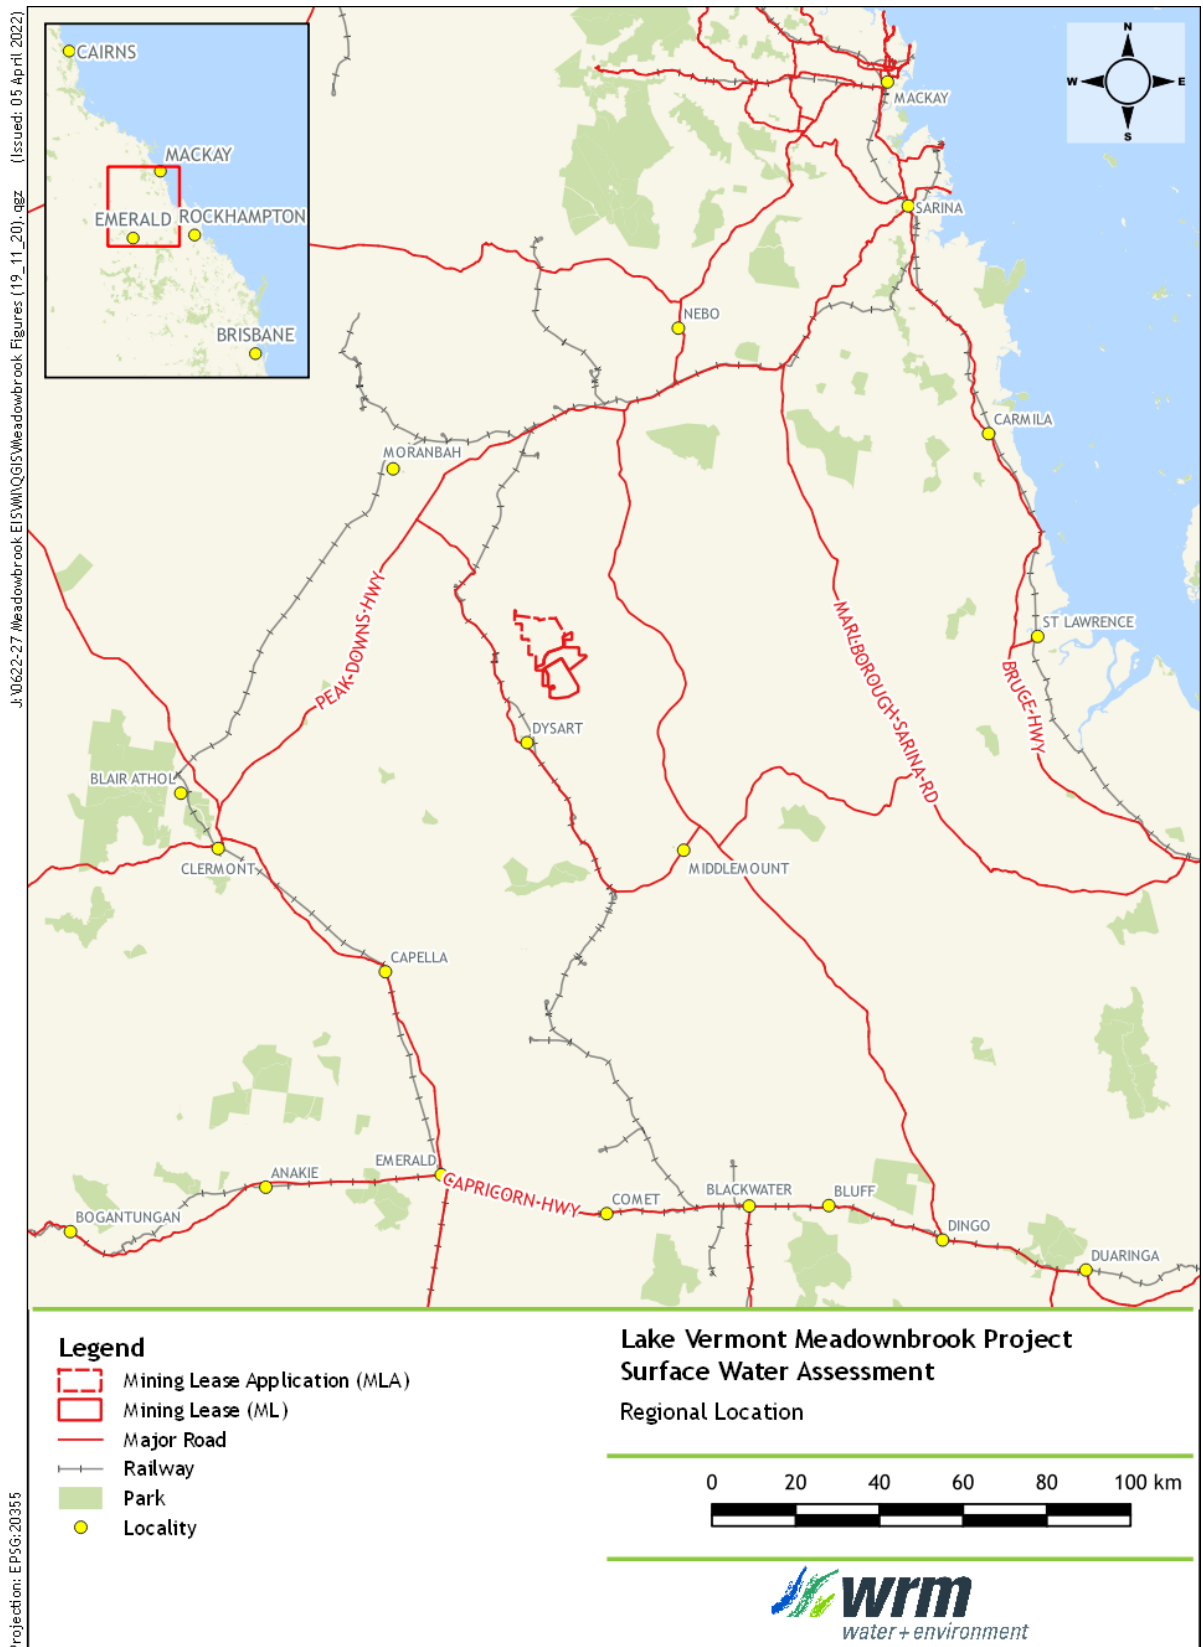 J:\0622-27 Meadowbrook EIS\WM\QGIS\Meadowbrook Figures (19_11_20).qgz (Issued: 05 April 2022)
CAIRNS
MACKAY
EMERALD
ROCKHAMPTON
BRISBANE
N
W
E
S
MACKAY
SARINA
NEBO
CARMILA
MORANBAH
PEAK-DOWNS-HWY
MARLBOROUGH-SARINA-RD
ST LAWRENCE
BRUCE-HWY
DYSART
BLAIR ATHOL
CLERMONT
MIDDLEMOUNT
CAPELLA
EMERALD
ANAKIE
CAPRICORN-HWY
BOGANTUNGAN
COMET
BLACKWATER
BLUFF
DINGO
DUARINGA
Legend
Mining Lease Application (MLA)
Mining Lease (ML)
Major Road
Railway
Park
Locality
Lake Vermont Meadownbrook Project
Surface Water Assessment
Regional Location
0 20 40 60 80 100 km
wrm
water + environment
Projection: EPSG:20355